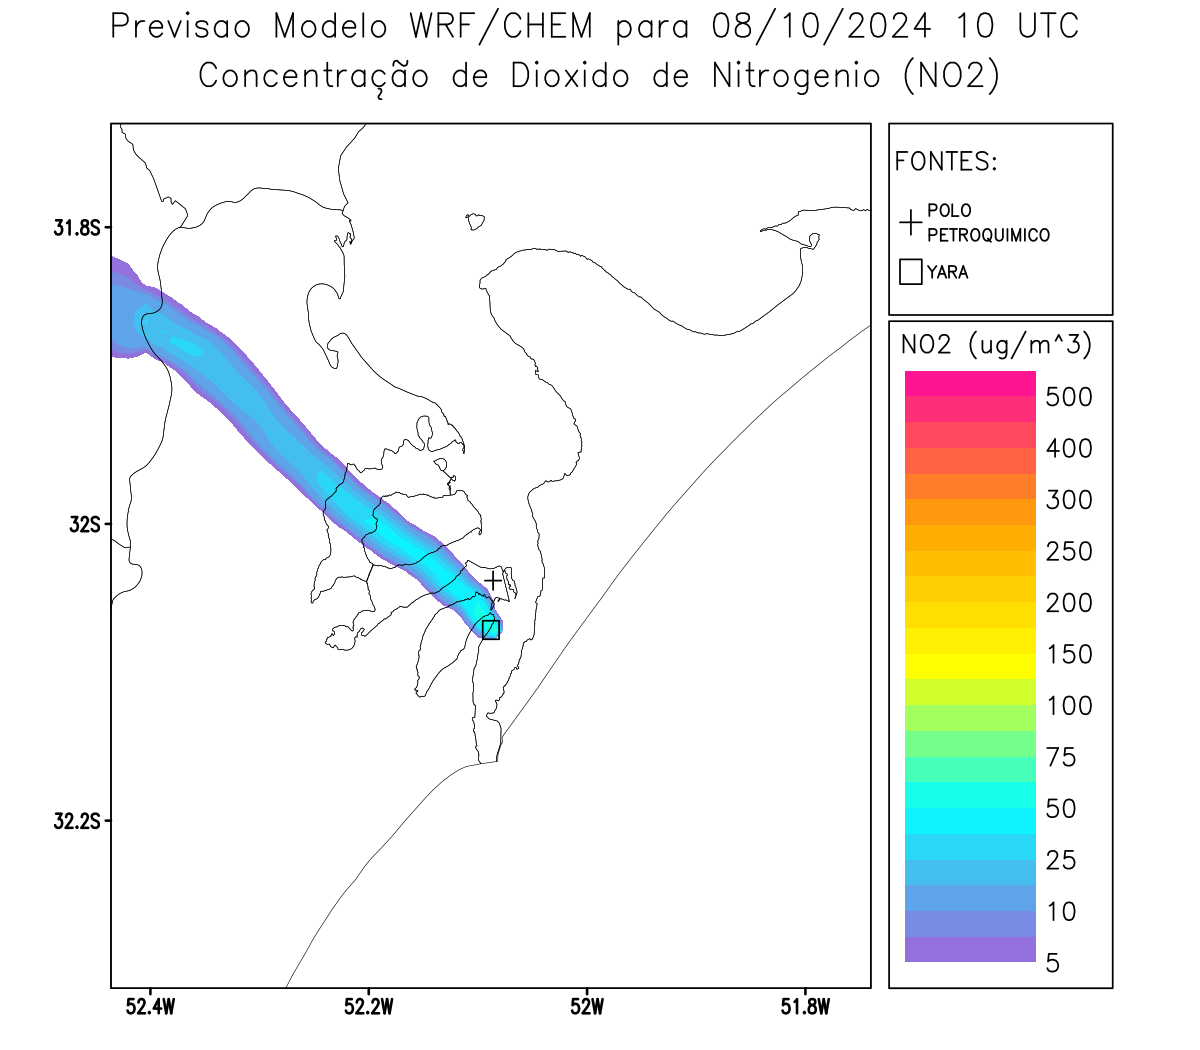 Previsao Modelo WRF/CHEM para 08/10/2024 10 UTC
Concentração de Dioxido de Nitrogenio (NO2)
FONTES:
POLO
PETROQUIMICO
YARA
31.8S
32S
32.2S
52.4W
52.2W
52W
51.8W
NO2 (ug/m^3)
500
400
300
250
200
150
100
75
50
25
10
5